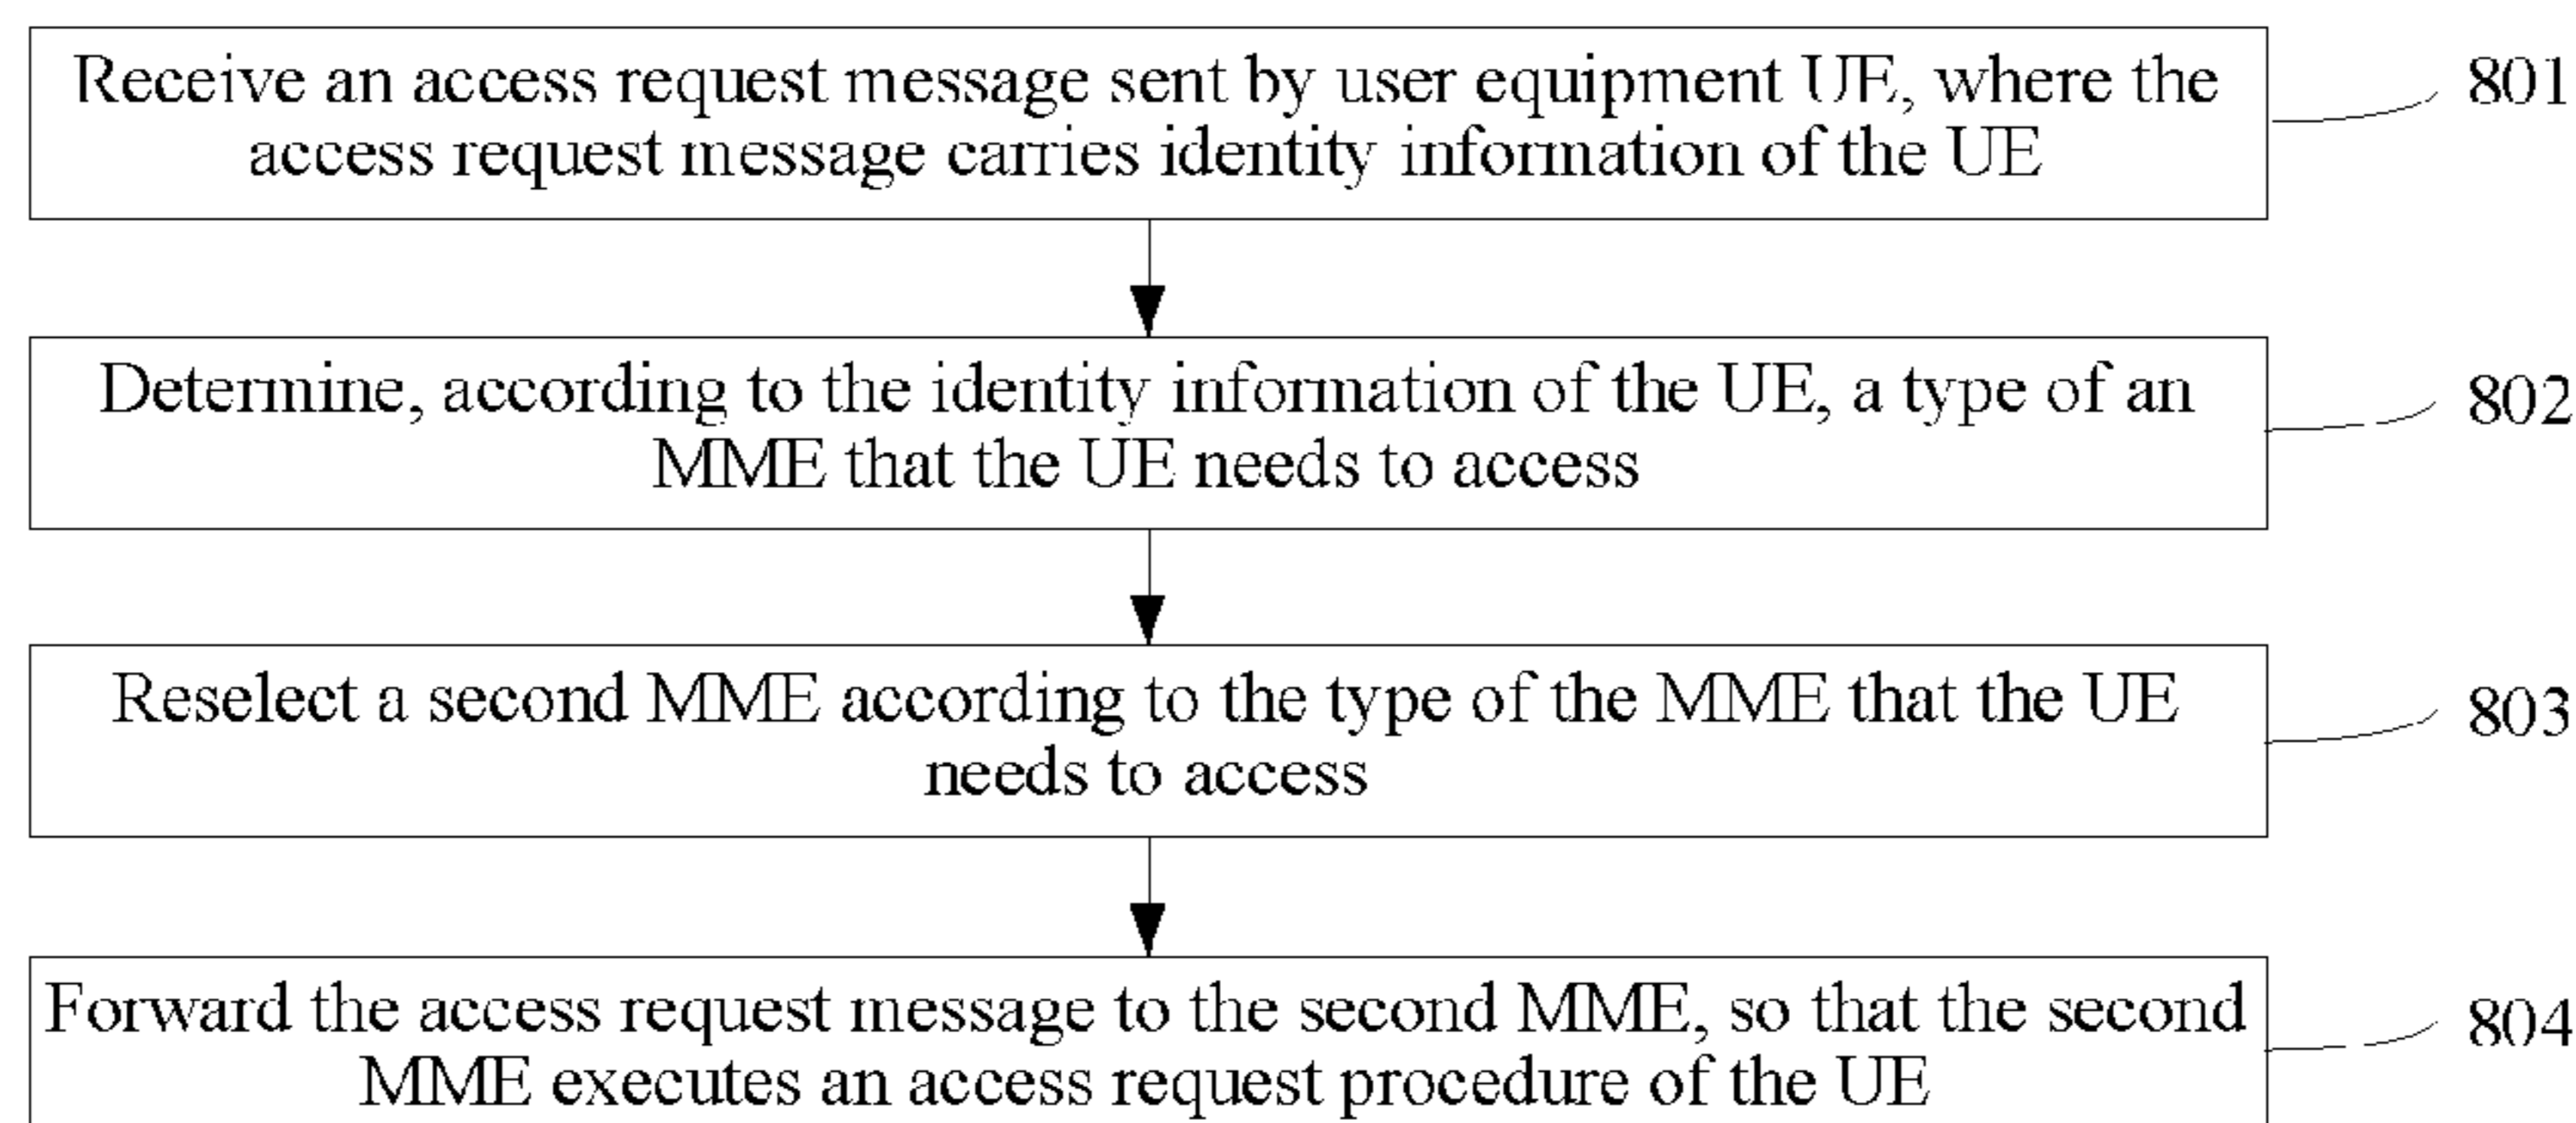 Receive an access request message sent by user equipment UE, where the
access request message carries identity information of the UE
801
Determine, according to the identity information of the UE, a type of an
MME that the UE needs to access
802
Reselect a second MME according to the type of the MME that the UE
needs to access
803
Forward the access request message to the second MME, so that the second
MME executes an access request procedure of the UE
804